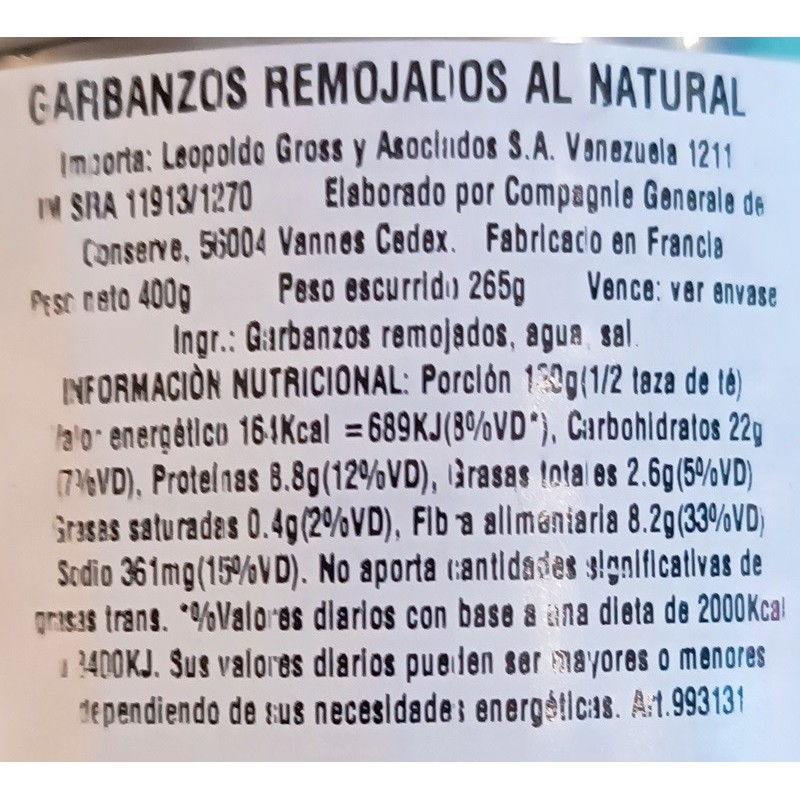 GARBANZOS REMOJADOS AL NATURAL
Importa: Leopoldo Gross y Asociados S.A. Venezuela 1211
SRA 11913/1270 Elaborado por Compagnie Generale de
Conserve, 56004 Vannes Cedex. Fabricado en Francia
Peso neto 400g Peso escurrido 265g Vence: ver envase
Ingr.: Garbanzos remojados, agua, sal.
INFORMACIÒN NUTRICIONAL: Porción (1/2 taza de té)
Valor energético 164Kcal =689KJ(8%VD*), Carbohidratos 22g
(7%VD), Proteínas 8.8g(12%VD), Grasas totales 2.6g(5%VD)
Grasas saturadas 0.4g(2%VD), Fibra alimentaria 8.2g(33%VD)
Sodio 361mg(15%VD). No aporta cantidades significativas de
grasas trans. *%Valores diarios con base a una dieta de 2000Kcal
8400KJ. Sus valores diarios pueden ser mayores o menores
dependiendo de sus necesidades energéticas. Art.993131